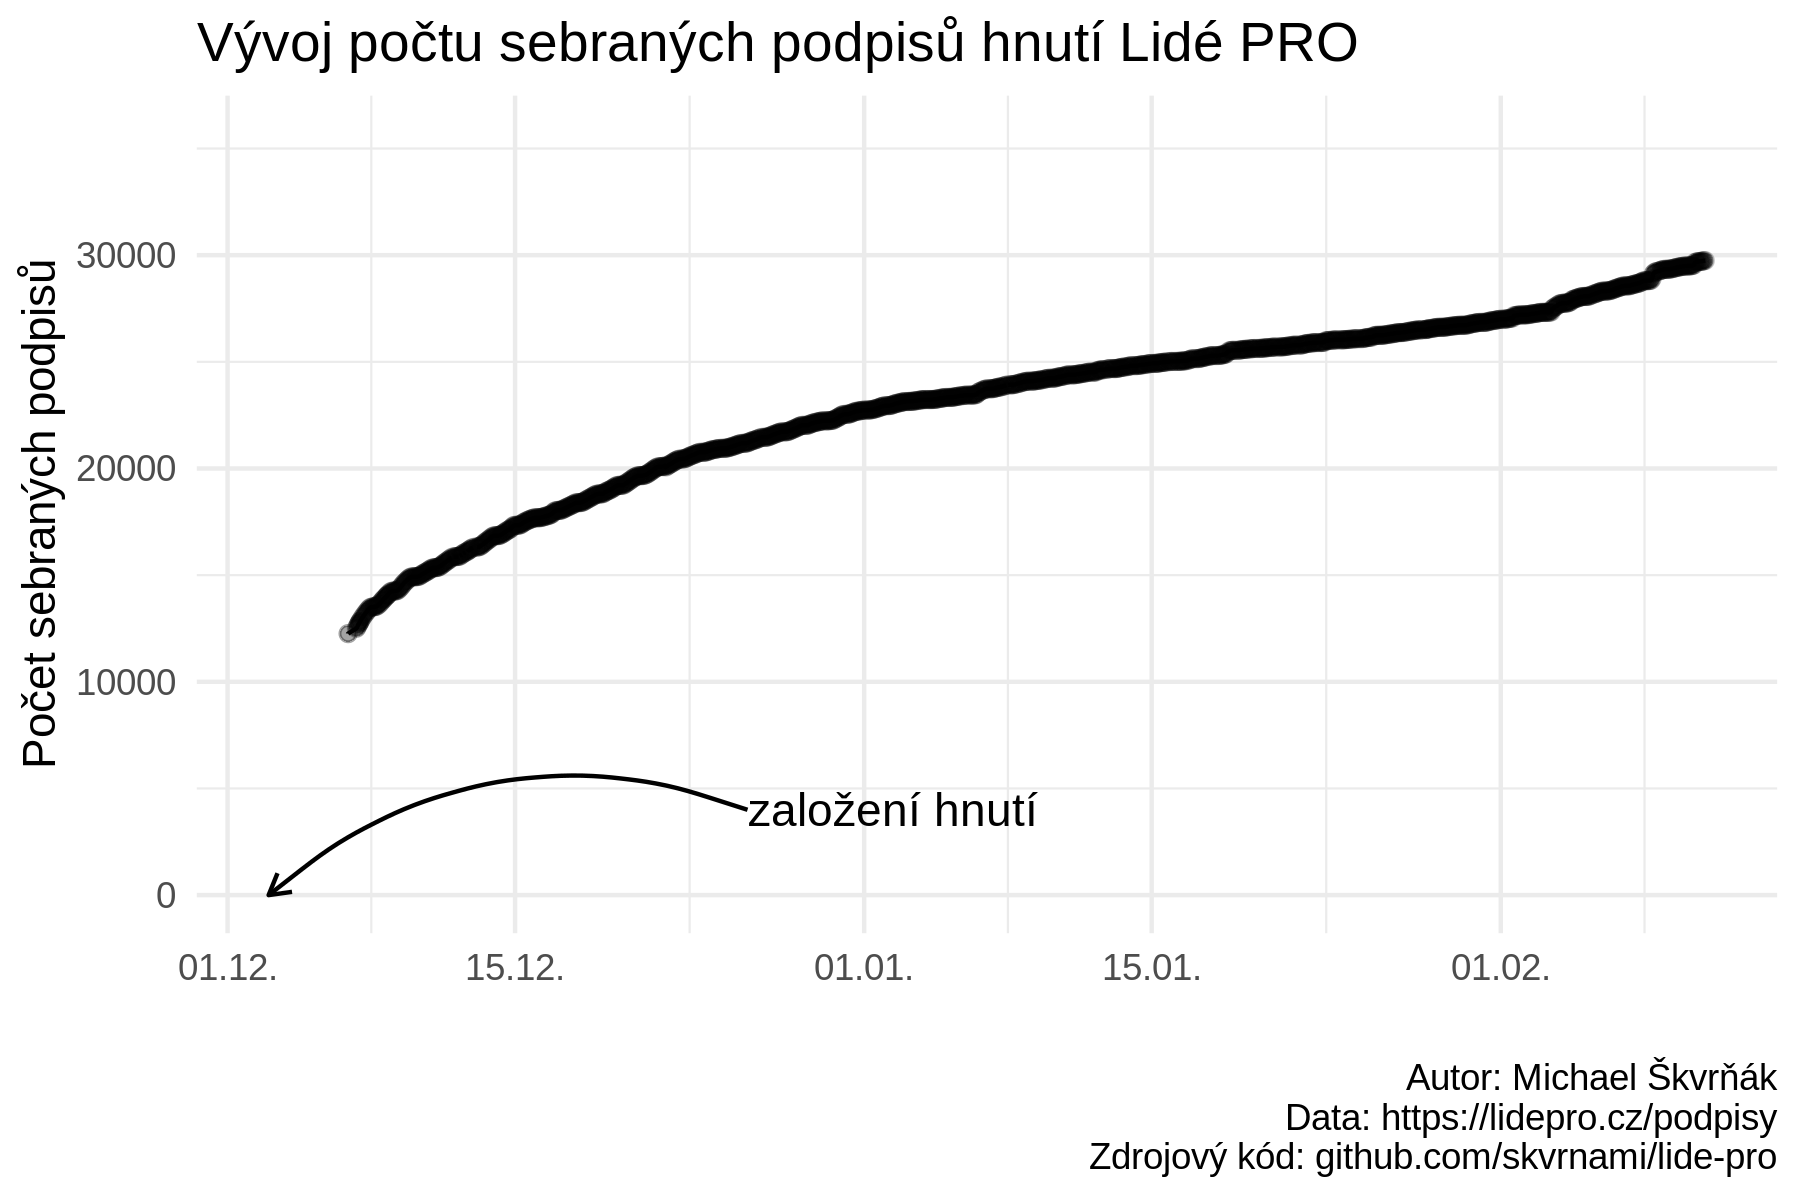 Vývoj počtu sebraných podpisů hnutí Lidé PRO
Počet sebraných podpisů
30000
20000
10000
0
založení hnutí
01.12.
15.12.
01.01.
15.01.
01.02.
Autor: Michael Škvrňák
Data: https://lidepro.cz/podpisy
Zdrojový kód: github.com/skvrnami/lide-pro